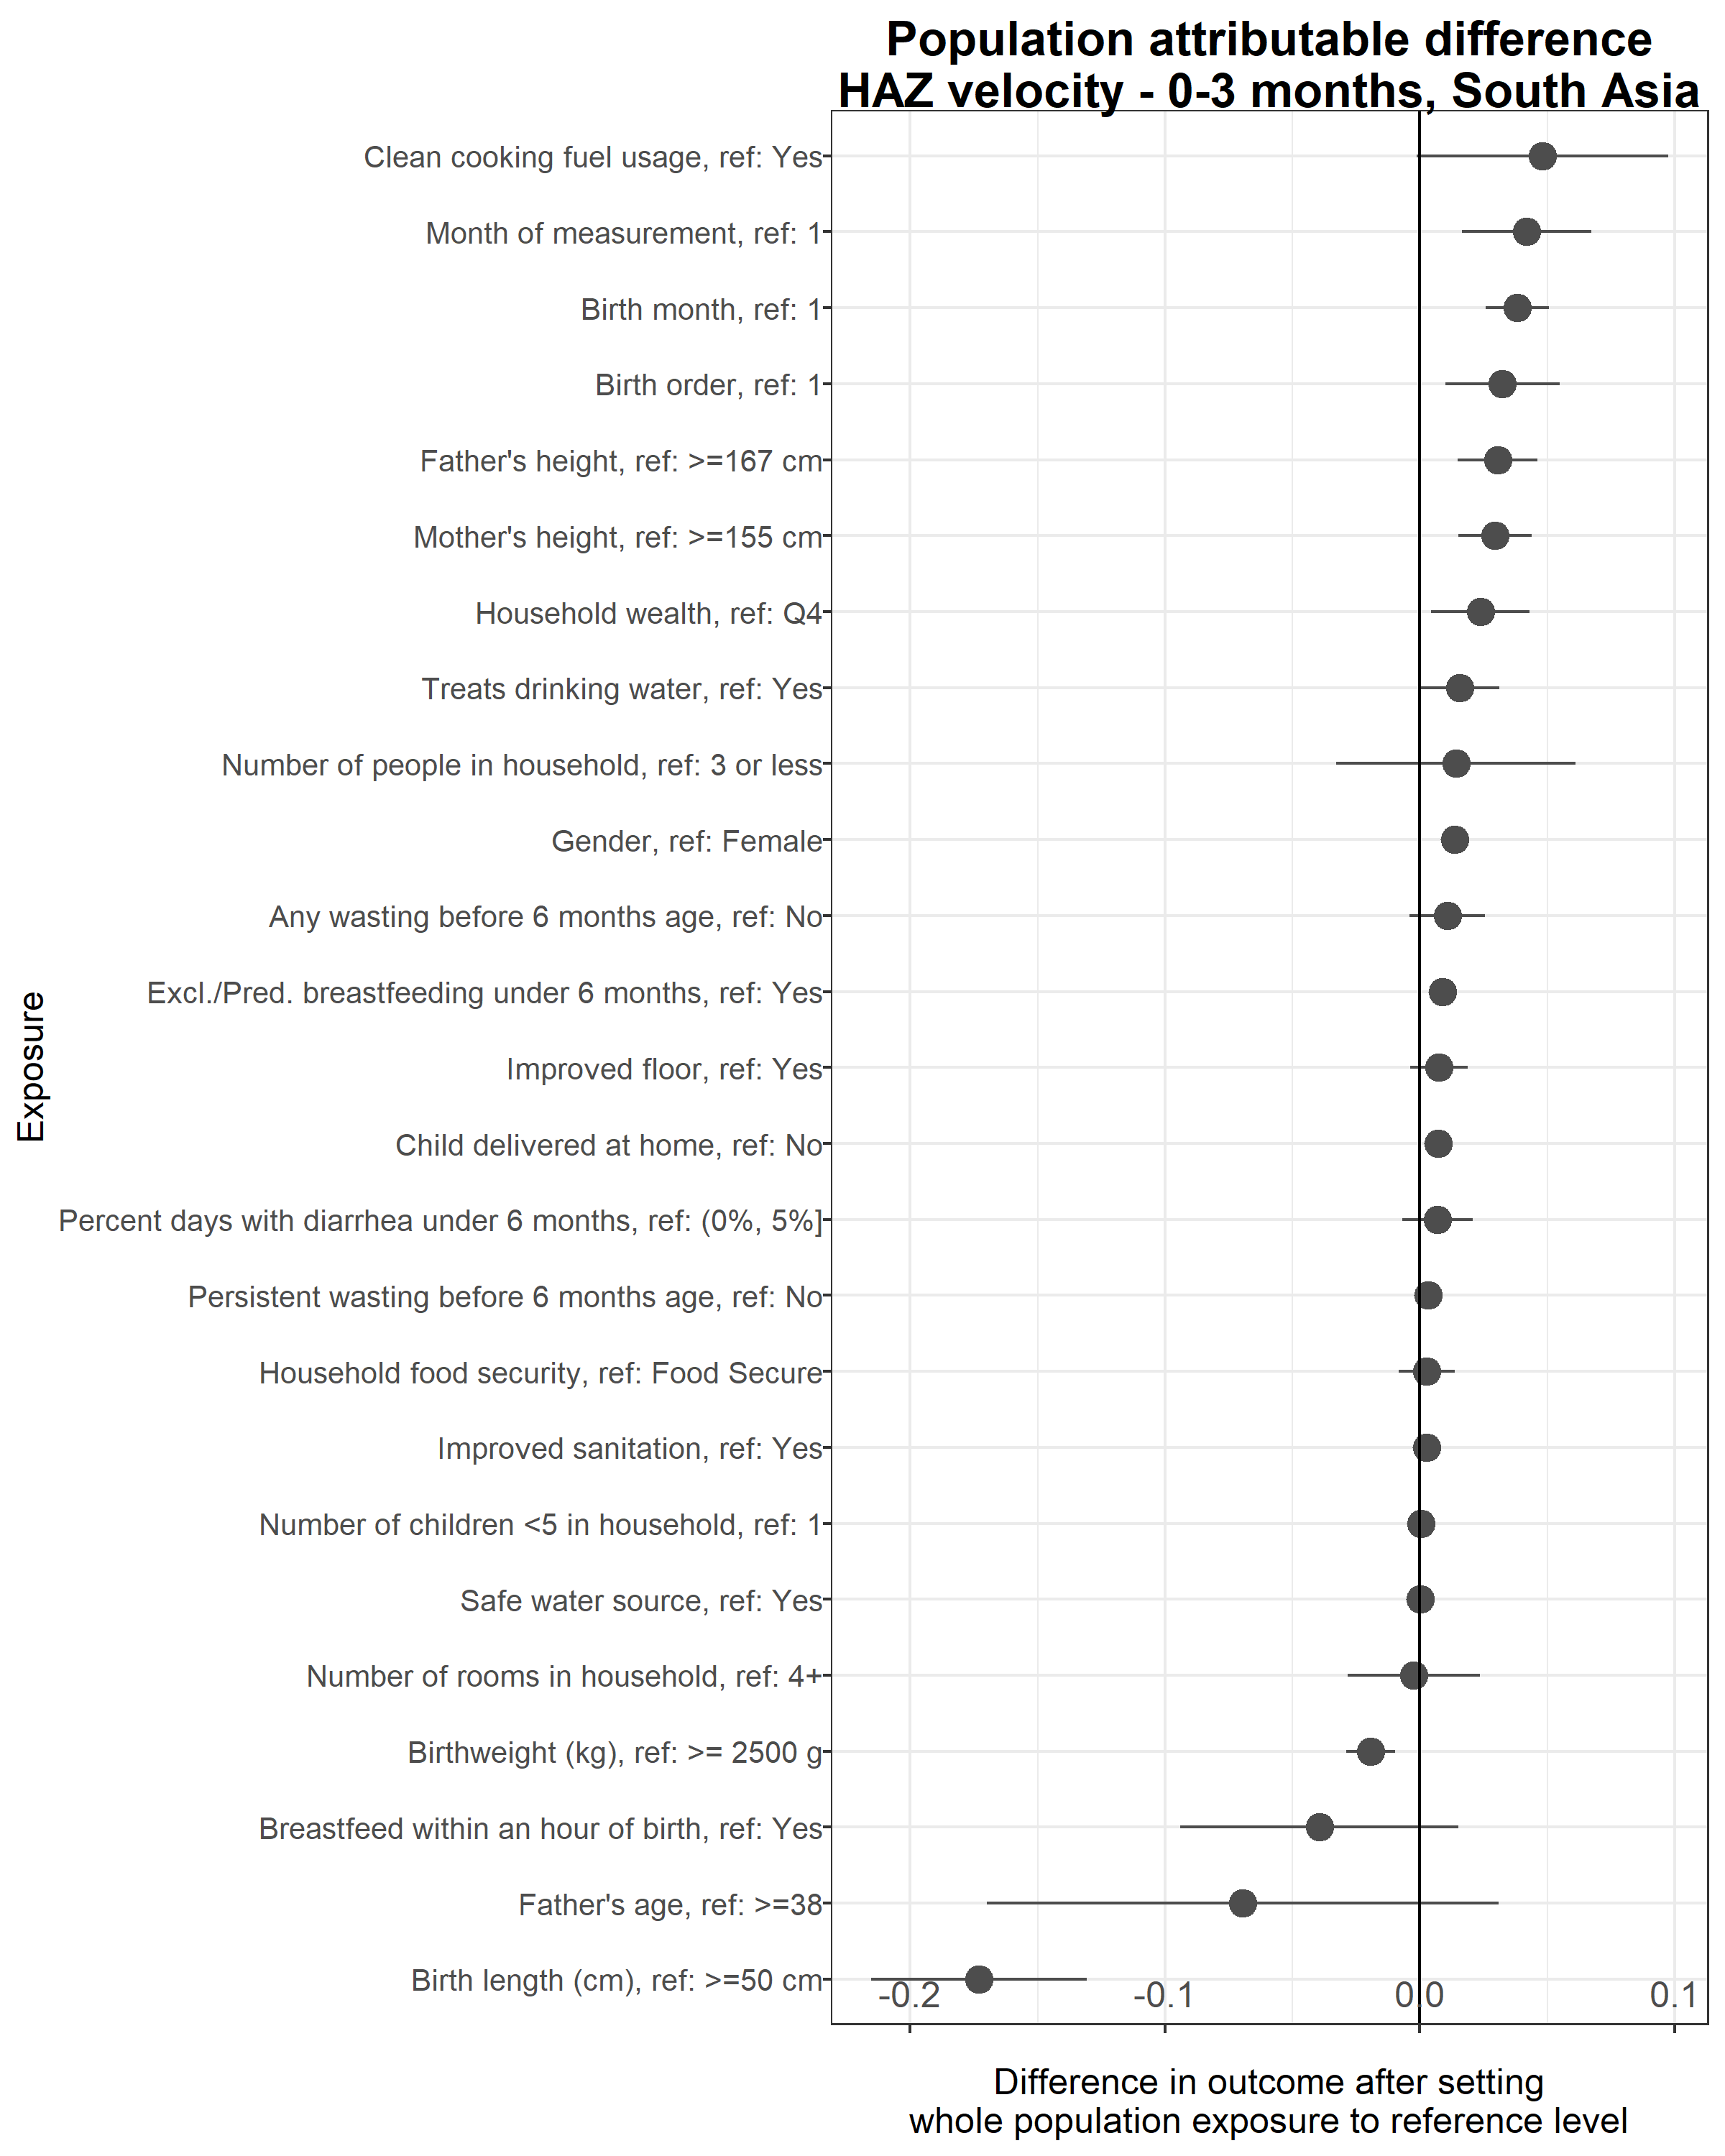 Population attributable difference
HAZ velocity - 0-3 months, South Asia
Clean cooking fuel usage, ref: Yes
Month of measurement, ref: 1
Birth month, ref: 1
Birth order, ref: 1
Father's height, ref: >=167 cm
Mother's height, ref: >=155 cm
Household wealth, ref: Q4
Treats drinking water, ref: Yes
Number of people in household, ref: 3 or less
Gender, ref: Female
Any wasting before 6 months age, ref: No
Excl./Pred. breastfeeding under 6 months, ref: Yes
Improved floor, ref: Yes
Child delivered at home, ref: No
Percent days with diarrhea under 6 months, ref: (0%, 5%]
Persistent wasting before 6 months age, ref: No
Household food security, ref: Food Secure
Improved sanitation, ref: Yes
Number of children <5 in household, ref: 1
Safe water source, ref: Yes
Number of rooms in household, ref: 4+
Birthweight (kg), ref: >= 2500 g
Breastfeed within an hour of birth, ref: Yes
Father's age, ref: >=38
Birth length (cm), ref: >=50 cm
Exposure
-0.2 -0.1 0.0 0.1
Difference in outcome after setting
whole population exposure to reference level